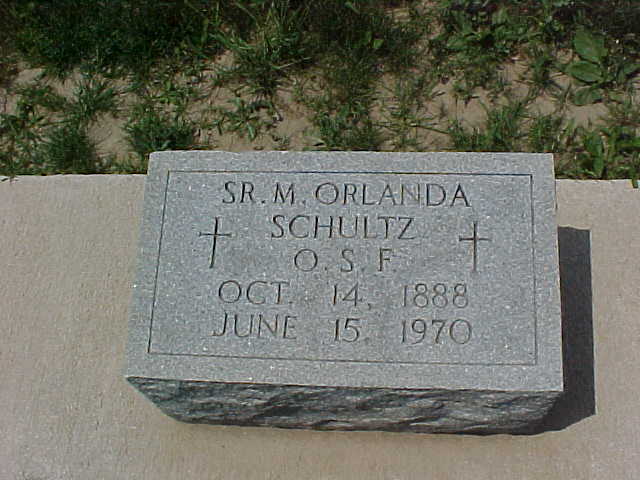 SR. M. ORLANDA
SCHULTZ
O. S. F.
OCT. 14, 1888
JUNE 15, 1970